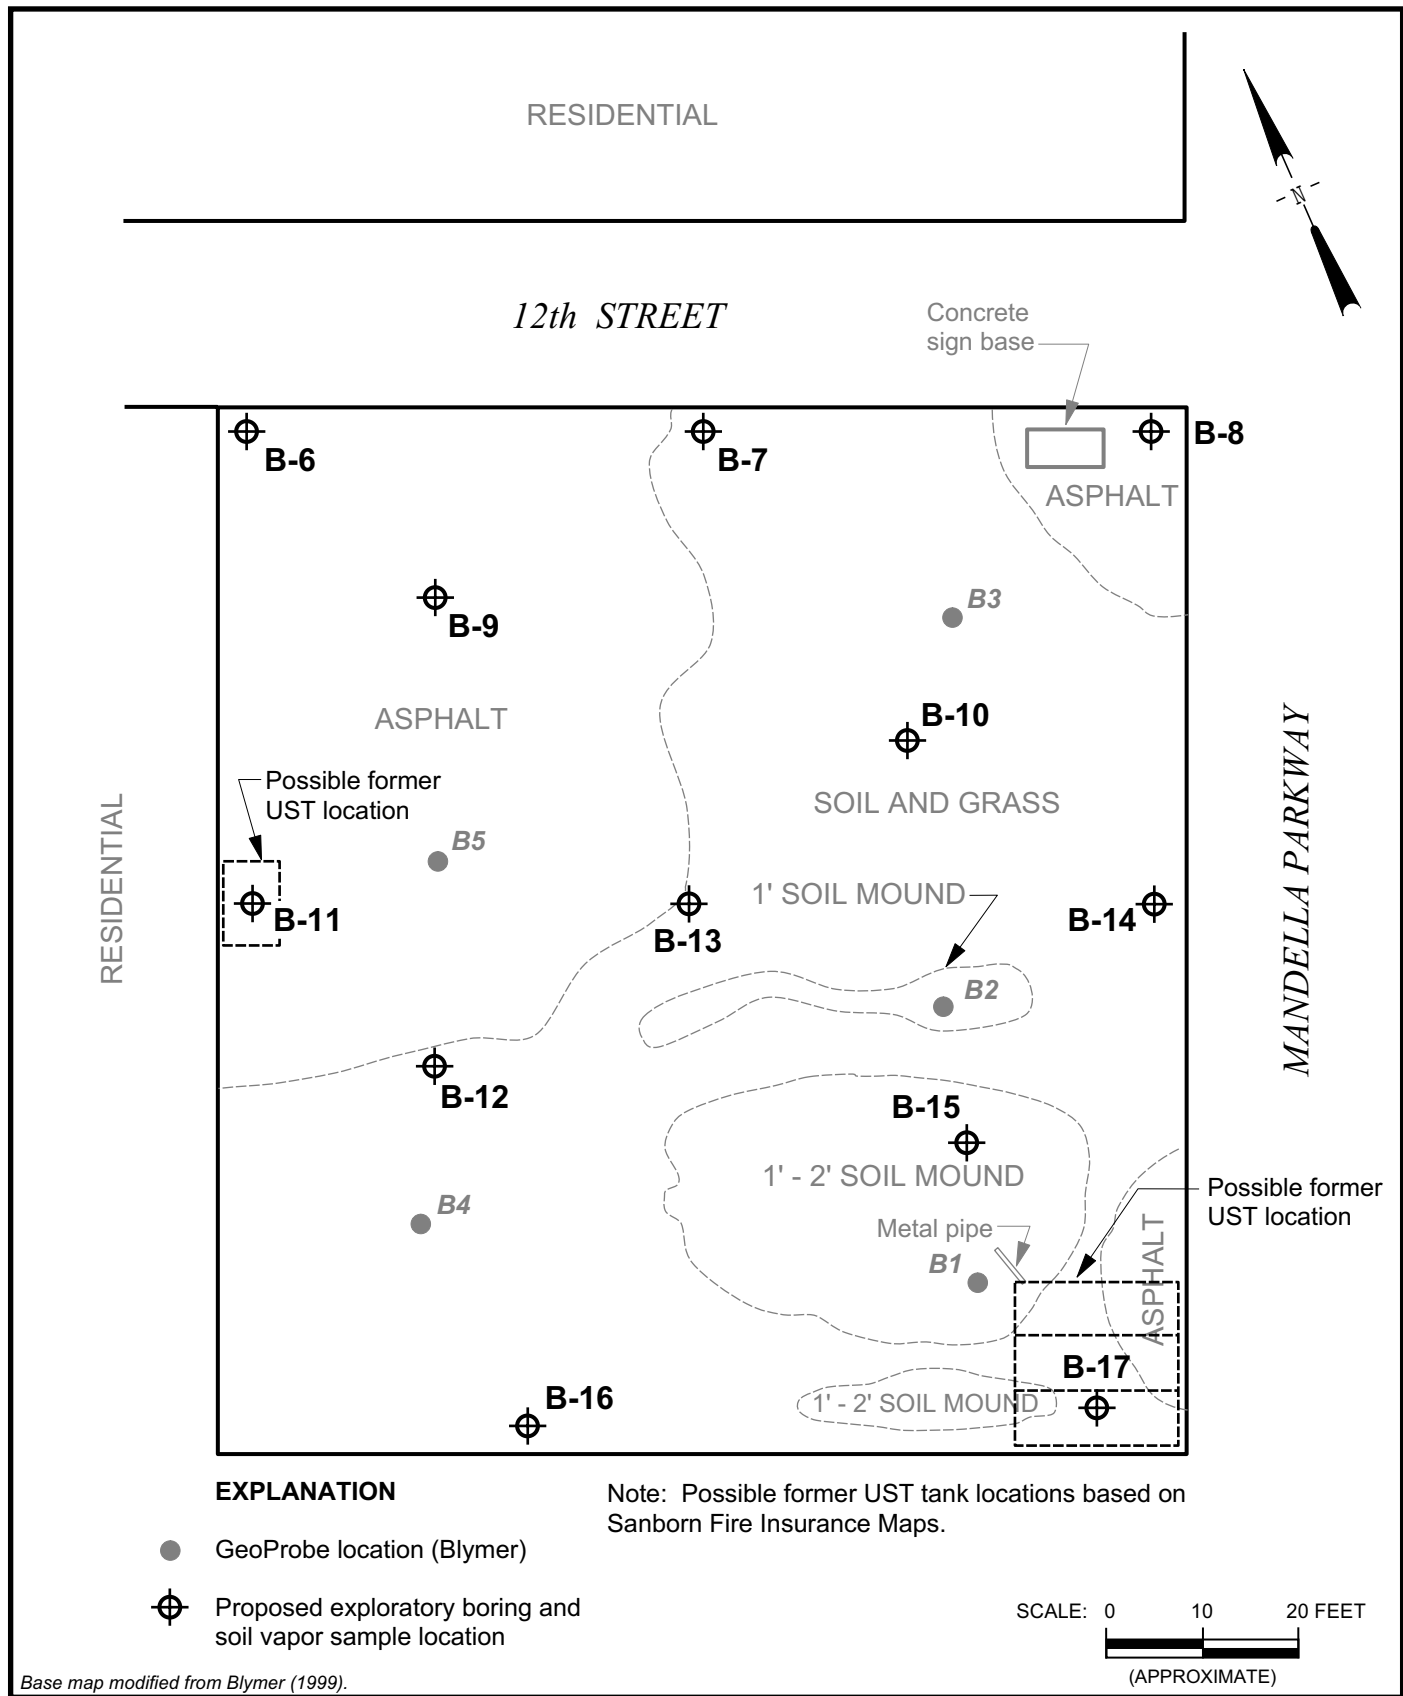 RESIDENTIAL
N
12th STREET
Concrete
sign base
B-6
B-7
B-8
ASPHALT
B-9
B3
ASPHALT
B-10
Possible former
UST location
SOIL AND GRASS
RESIDENTIAL
MANDELLA PARKWAY
B5
1' SOIL MOUND
B-11
B-13
B-14
B2
B-12
B-15
1' - 2' SOIL MOUND
Possible former
UST location
B4
Metal pipe
B1
ASPHALT
B-17
B-16
1' - 2' SOIL MOUND
EXPLANATION
GeoProbe location (Blymer)
Proposed exploratory boring and
soil vapor sample location
Note: Possible former UST tank locations based on
Sanborn Fire Insurance Maps.
SCALE: 0 10 20 FEET
(APPROXIMATE)
Base map modified from Blymer (1999).